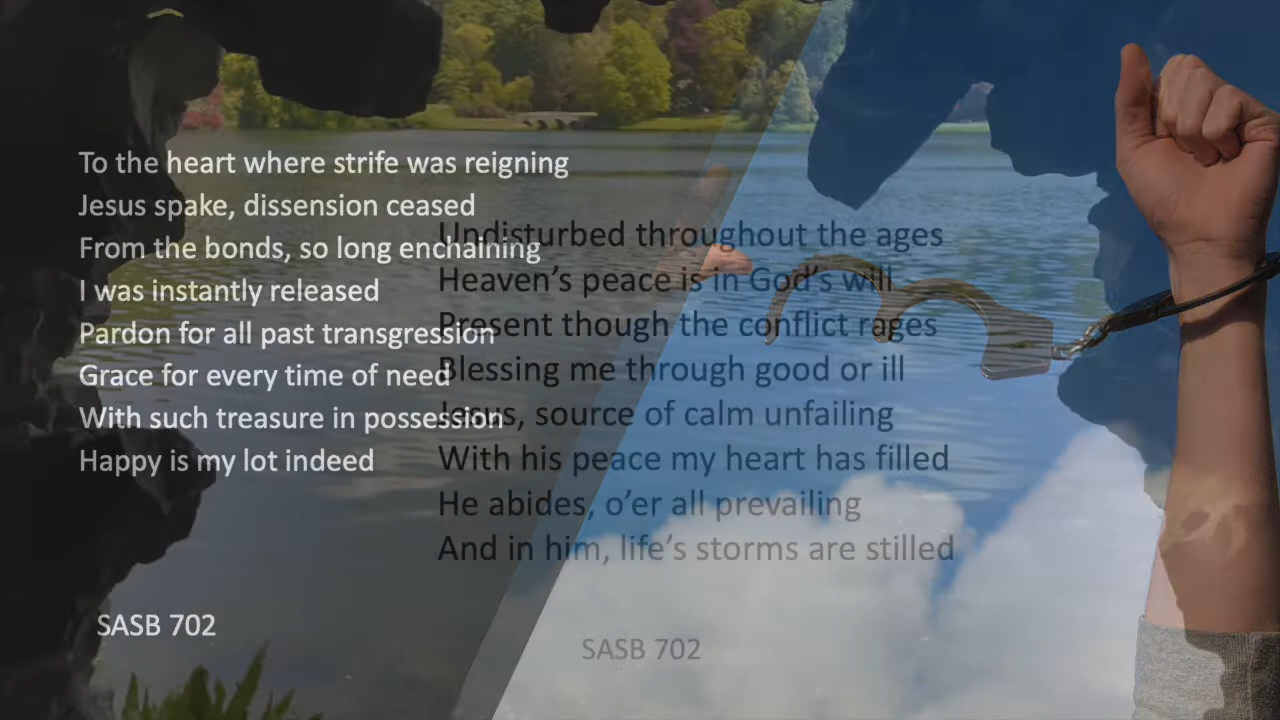 To the heart where strife was reigning
Jesus spake, dissension ceased
From the bonds, so long enchaining
I was instantly released
Pardon for all past transgression
Grace for every time of need
With such treasure in possession
Happy is my lot indeed
SASB 702
Undisturbed throughout the ages
Heaven’s peace is in God’s will
Present though the conflict rages
Blessing me through good or ill
Jesus, source of calm unfailing
With his peace my heart has filled
He abides, o’er all prevailing
And in him, life’s storms are stilled
SASB 702